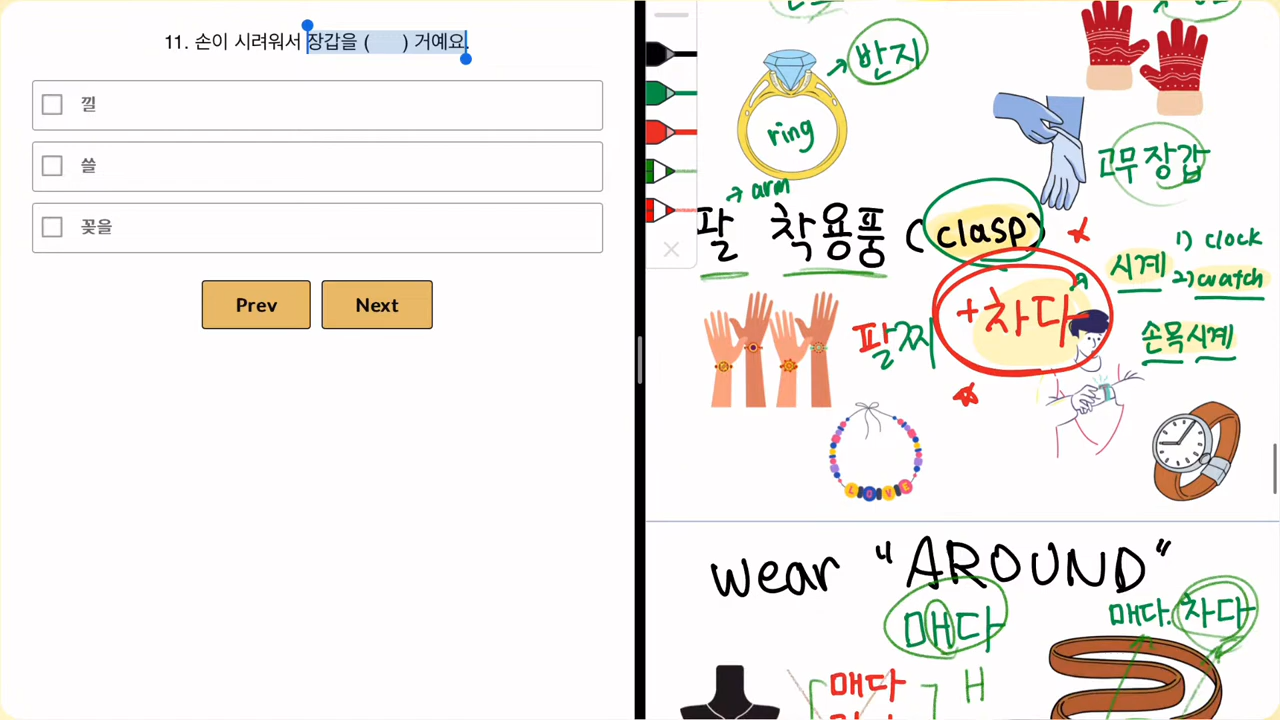 11. 손이 시려워서 장갑을 ( ) 거예요.
낄
쓸
꽂을
Prev
Next
반지
ring
고무장갑
arm
팔 착용품 (clasp)
1) clock
시계
2) watch
+차다
팔찌
손목시계
LOVE
wear "AROUND"
매다
매다. 차다
매다
H